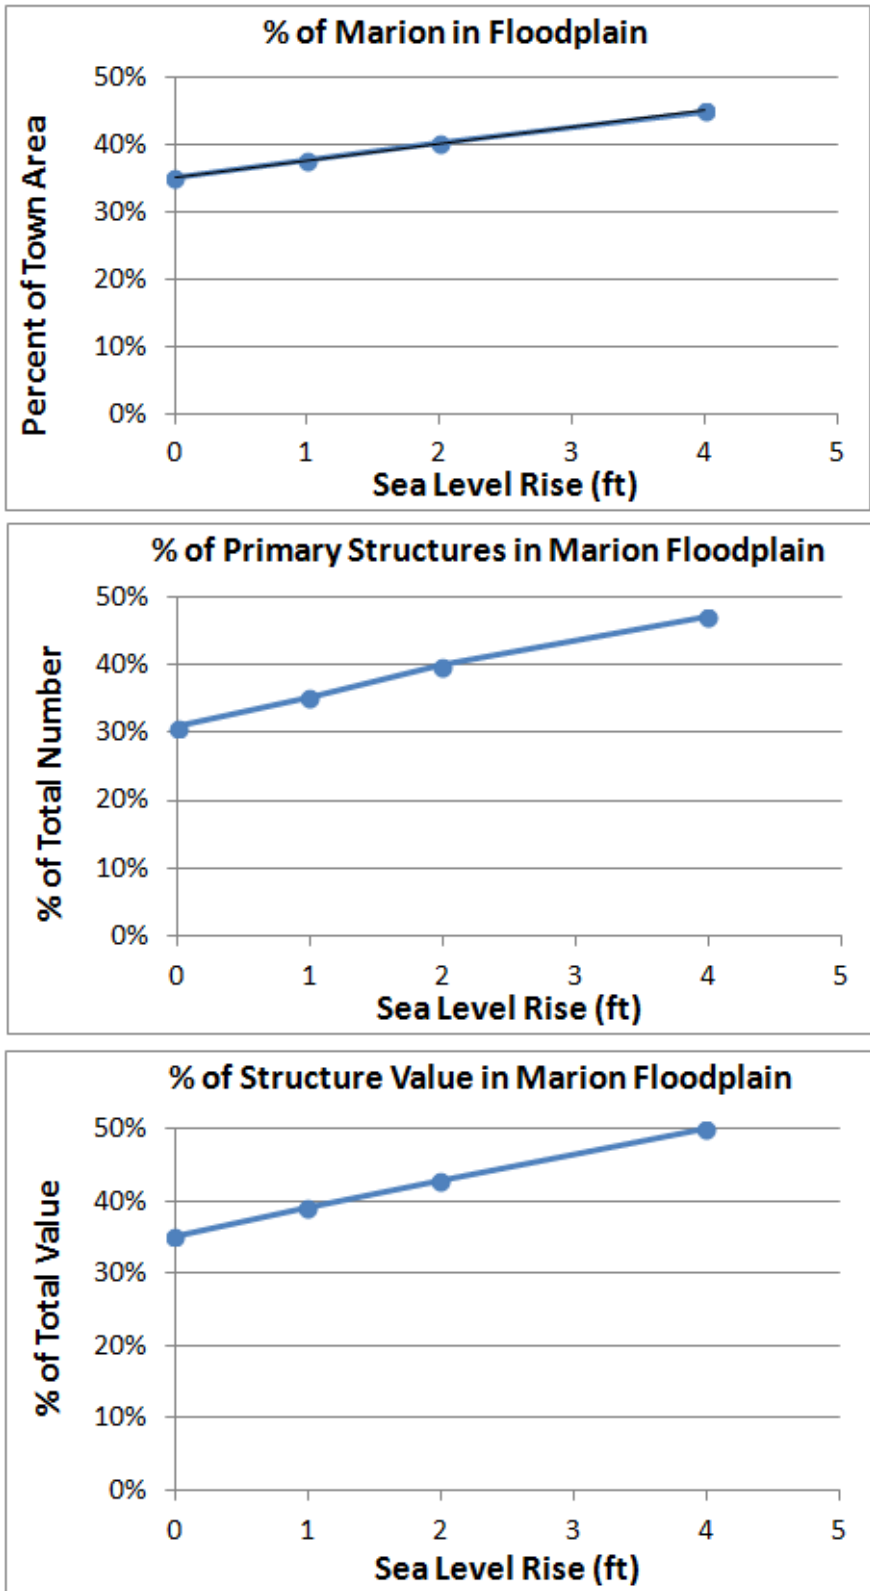 % of Marion in Floodplain
Percent of Town Area
50%
40%
30%
20%
10%
0%
0 1 2 3 4 5
Sea Level Rise (ft)
% of Primary Structures in Marion Floodplain
% of Total Number
50%
40%
30%
20%
10%
0%
0 1 2 3 4 5
Sea Level Rise (ft)
% of Structure Value in Marion Floodplain
% of Total Value
50%
40%
30%
20%
10%
0%
0 1 2 3 4 5
Sea Level Rise (ft)